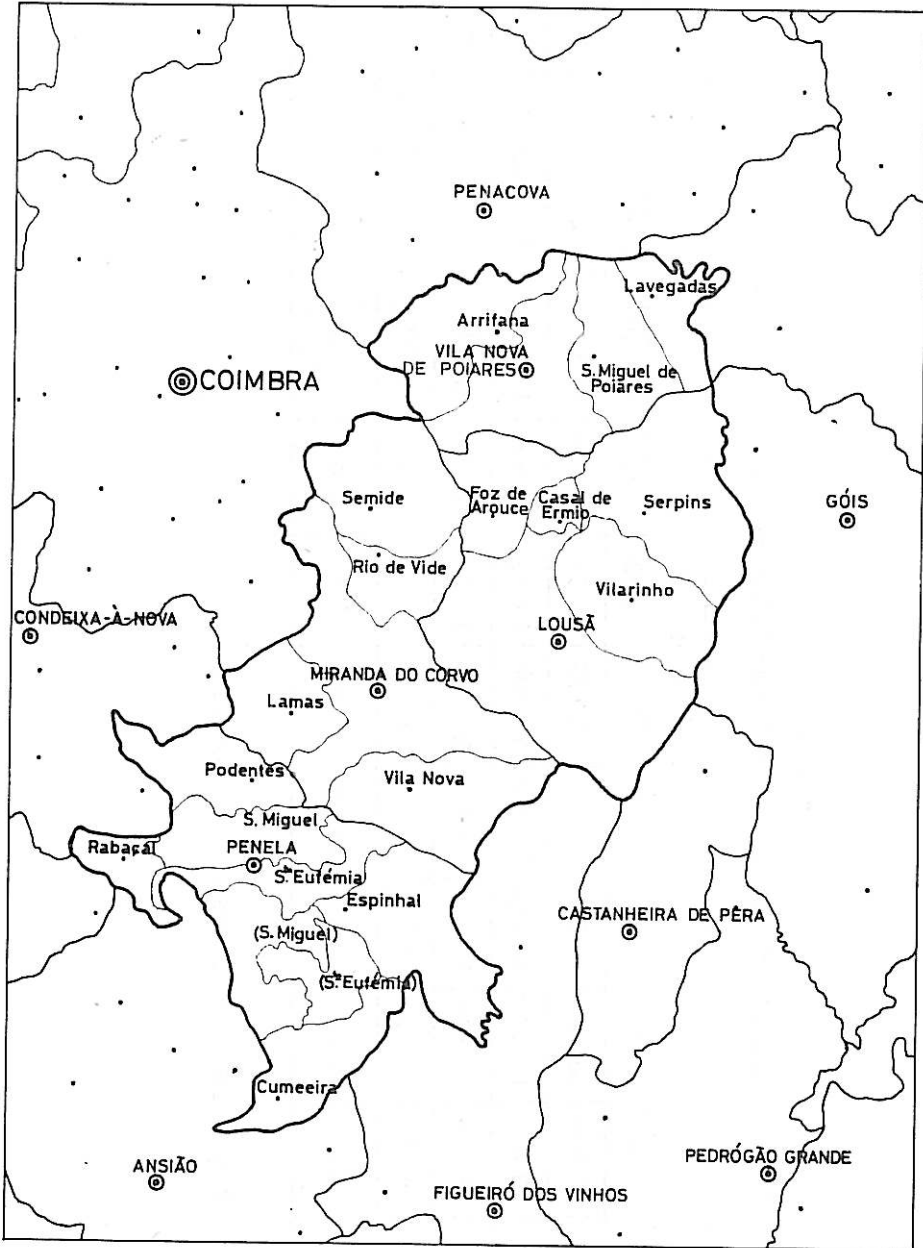 PENACOVA
Lavegadas
Arrifana
VILA NOVA
DE POIARES
S. Miguel de
Poiares
COIMBRA
Semide
Foz de
Arouce
Casal de
Ermio
Serpins
GÓIS
Rio de Vide
Vilarinho
CONDEIXA-À-NOVA
LOUSÃ
MIRANDA DO CORVO
Lamas
Podentes
Vila Nova
S. Miguel
Rabaçal
PENELA
Sª Eufémia
Espinhal
CASTANHEIRA DE PÊRA
(S. Miguel)
(Sª Eufémia)
Cumeeira
ANSIÃO
PEDRÓGÃO GRANDE
FIGUEIRÓ DOS VINHOS